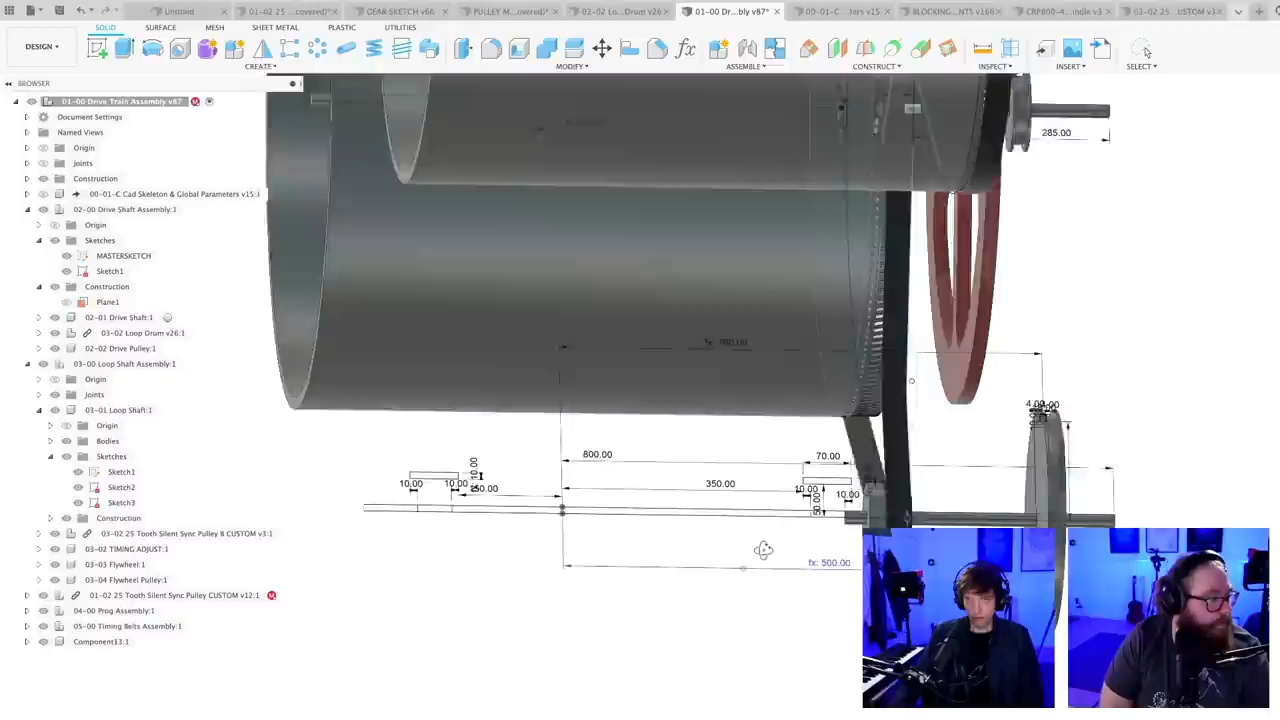 Untitled
01-02 25 ...covered)*
GEAR SKETCH v66
PULLEY M...overed)*
03-02 Lo...Drum v26
01-00 Dr...bly v87*
00-01-C ...ters v15
BLOCKING...NTS v166
CRP800-4...indle v3
03-02 25...USTOM v3
DESIGN
SOLID
SURFACE
MESH
SHEET METAL
PLASTIC
UTILITIES
CREATE
MODIFY
ASSEMBLE
CONSTRUCT
INSPECT
INSERT
SELECT
BROWSER
01-00 Drive Train Assembly v87
Document Settings
Named Views
Origin
Joints
Construction
00-01-C Cad Skeleton & Global Parameters v15:1
02-00 Drive Shaft Assembly:1
Origin
Sketches
MASTERSKETCH
Sketch1
Construction
Plane1
02-01 Drive Shaft:1
03-02 Loop Drum v26:1
02-02 Drive Pulley:1
03-00 Loop Shaft Assembly:1
Origin
Joints
03-01 Loop Shaft:1
Origin
Bodies
Sketches
Sketch1
Sketch2
Sketch3
Construction
03-02 25 Tooth Silent Sync Pulley B CUSTOM v3:1
03-02 TIMING ADJUST:1
03-03 Flywheel:1
03-04 Flywheel Pulley:1
01-02 25 Tooth Silent Sync Pulley CUSTOM v12:1
04-00 Prog Assembly:1
05-00 Timing Belts Assembly:1
Component13:1
285.00
800.00
70.00
10.00
10.00
10.00
350.00
10.00
10.00
50.00
fx: 500.00